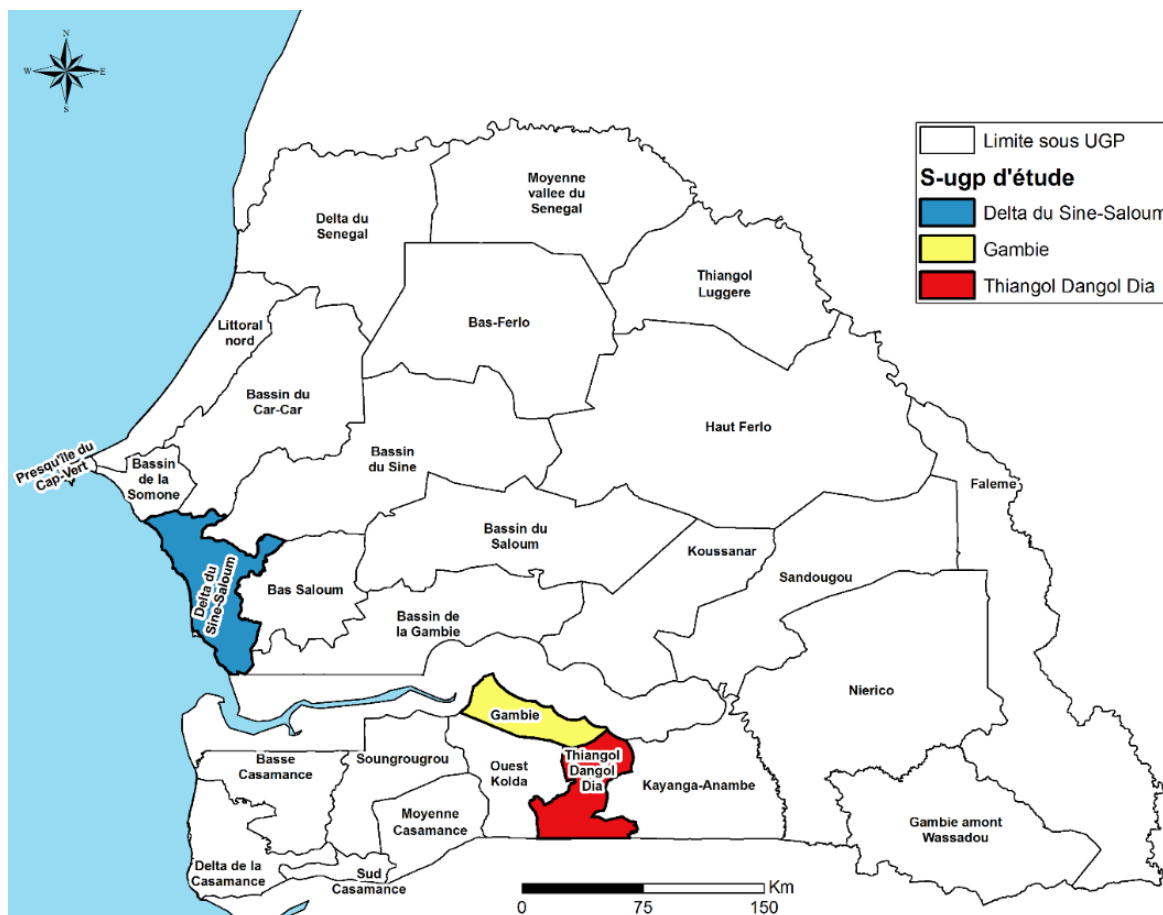 N
W
E
S
Limite sous UGP
S-ugp d'étude
Delta du Sine-Saloum
Gambie
Thiangol Dangol Dia
Moyenne
vallee du
Senegal
Delta du
Senegal
Thiangol
Luggere
Littoral
nord
Bas-Ferlo
Bassin du
Car-Car
Haut Ferlo
Presqu'île du
Cap-Vert
Bassin
de la
Somone
Bassin
du Sine
Faleme
Bassin du
Saloum
Koussanar
Sandougou
Delta du
Sine-Saloum
Bas Saloum
Bassin de
la Gambie
Nierico
Gambie
Basse
Casamance
Soungrougrou
Ouest
Kolda
Thiangol
Dangol
Dia
Kayanga-Anambe
Moyenne
Casamance
Gambie amont
Wassadou
Delta de la
Casamance
Sud
Casamance
Km
0
75
150